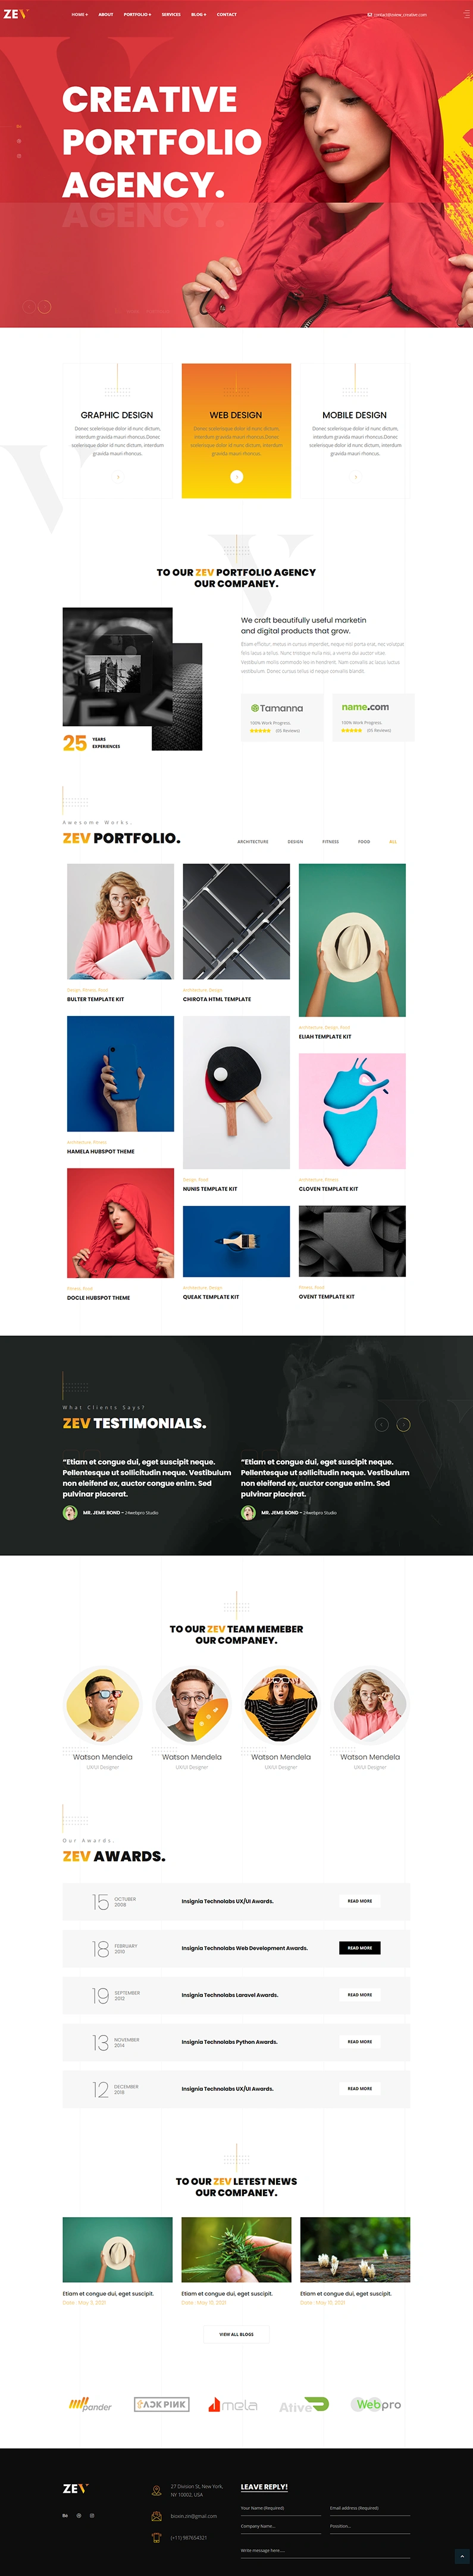 ZEV
HOME +
ABOUT
PORTFOLIO +
SERVICES
BLOG +
CONTACT
CREATIVE
PORTFOLIO
AGENCY.
AGENCY.
GRAPHIC DESIGN
Donec scelerisque dolor id nunc dictum,
interdum gravida mauri rhoncus.Donec
scelerisque dolor id nunc dictum, interdum
gravida mauri rhoncus.
WEB DESIGN
Donec scelerisque dolor id nunc dictum,
interdum gravida mauri rhoncus.Donec
scelerisque dolor id nunc dictum, interdum
gravida mauri rhoncus.
MOBILE DESIGN
Donec scelerisque dolor id nunc dictum,
interdum gravida mauri rhoncus.Donec
scelerisque dolor id nunc dictum, interdum
gravida mauri rhoncus.
TO OUR ZEV PORTFOLIO AGENCY
OUR COMPANEY.
25 YEARS
EXPERIENCES
We craft beautifully useful marketin
and digital products that grow.
Tamanna
100% Work Progress.
(05 Reviews)
name.com
100% Work Progress.
(05 Reviews)
Awesome Works.
ZEV PORTFOLIO.
ARCHITECTURE
DESIGN
FITNESS
FOOD
ALL
Design, Fitness, Food
BULTER TEMPLATE KIT
Architecture, Design
CHIROTA HTML TEMPLATE
Architecture, Design, Food
ELIAH TEMPLATE KIT
Architecture, Fitness
HAMELA HUBSPOT THEME
Design, Food
NUNIS TEMPLATE KIT
Architecture, Fitness
CLOVEN TEMPLATE KIT
Fitness, Food
DOCLE HUBSPOT THEME
Architecture, Design
QUEAK TEMPLATE KIT
Fitness, Food
OVENT TEMPLATE KIT
What Clients Says?
ZEV TESTIMONIALS.
“Etiam et congue dui, eget suscipit neque.
Pellentesque ut sollicitudin neque. Vestibulum
non eleifend ex, auctor congue enim. Sed
pulvinar placerat.
MR. JEMS BOND - 24webpro Studio
“Etiam et congue dui, eget suscipit neque.
Pellentesque ut sollicitudin neque. Vestibulum
non eleifend ex, auctor congue enim. Sed
pulvinar placerat.
MR. JEMS BOND - 24webpro Studio
TO OUR ZEV TEAM MEMEBER
OUR COMPANEY.
Watson Mendela
UX/UI Designer
Watson Mendela
UX/UI Designer
Watson Mendela
UX/UI Designer
Watson Mendela
UX/UI Designer
Our Awards.
ZEV AWARDS.
15 OCTOBER
2008
Insignia Technolabs UX/UI Awards.
READ MORE
18 FEBRUARY
2010
Insignia Technolabs Web Development Awards.
READ MORE
19 SEPTEMBER
2012
Insignia Technolabs Laravel Awards.
READ MORE
13 NOVEMBER
2014
Insignia Technolabs Python Awards.
READ MORE
12 DECEMBER
2018
Insignia Technolabs UX/UI Awards.
READ MORE
TO OUR ZEV LETEST NEWS
OUR COMPANEY.
Etiam et congue dui, eget suscipit.
Date : May 3, 2021
Etiam et congue dui, eget suscipit.
Date : May 10, 2021
Etiam et congue dui, eget suscipit.
Date : May 12, 2021
VIEW ALL BLOGS
pander
mela
Ative
Webpro
ZEV
27 Division St, New York,
NY 10002, USA
boxen.zin@gmail.com
(+11) 987654321
LEAVE REPLY!
Your Name (Required)
Email address (Required)
Company Name...
Possition...
Write message here.....